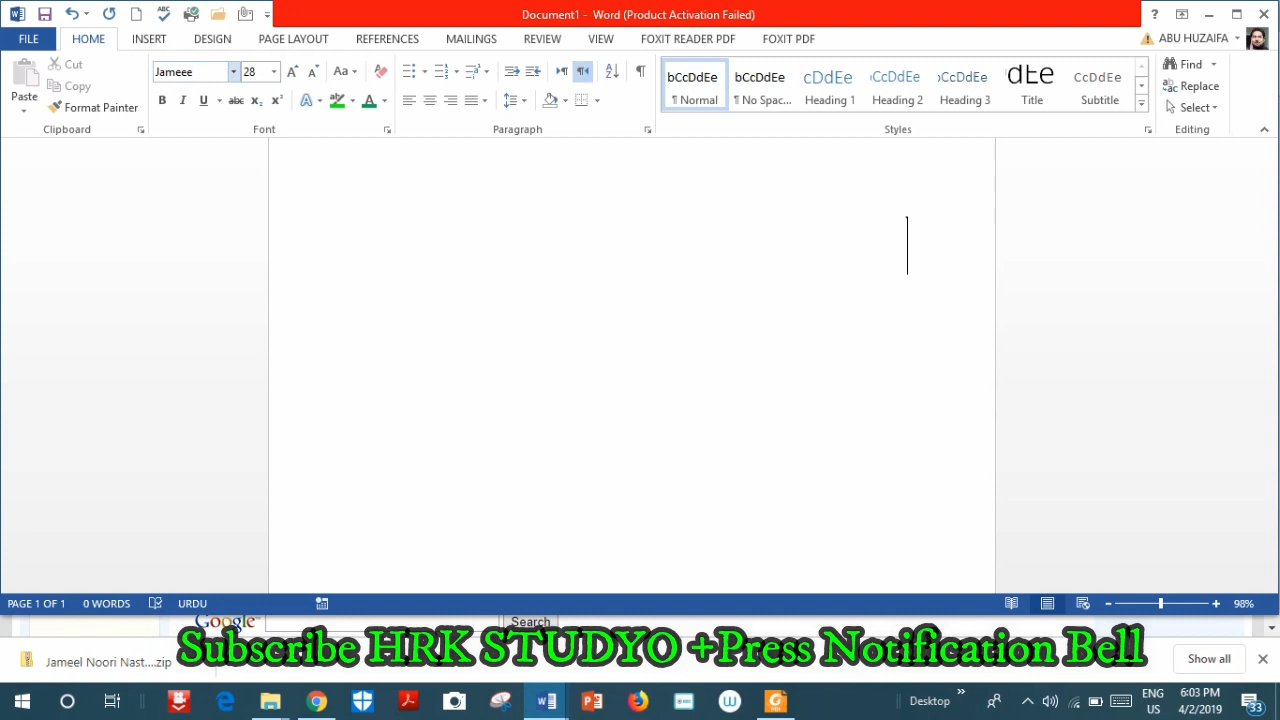 Document1 - Word (Product Activation Failed)
FILE HOME INSERT DESIGN PAGE LAYOUT REFERENCES MAILINGS REVIEW VIEW FOXIT READER PDF FOXIT PDF ABU HUZAIFA
Paste
Cut
Copy
Format Painter
Clipboard
Jameee 28
Font
Paragraph
bCcDdEe bCcDdEe cDdEe bCcDdEe bCcDdEe dDEe CcDdEe
¶ Normal ¶ No Spac... Heading 1 Heading 2 Heading 3 Title Subtitle
Styles
Find
Replace
Select
Editing
PAGE 1 OF 1 0 WORDS URDU 98%
Google Search
Subscribe HRK STUDYO +Press Notification Bell
Jameel Noori Nast....zip Show all
Desktop ENG US 6:03 PM 4/2/2019 33